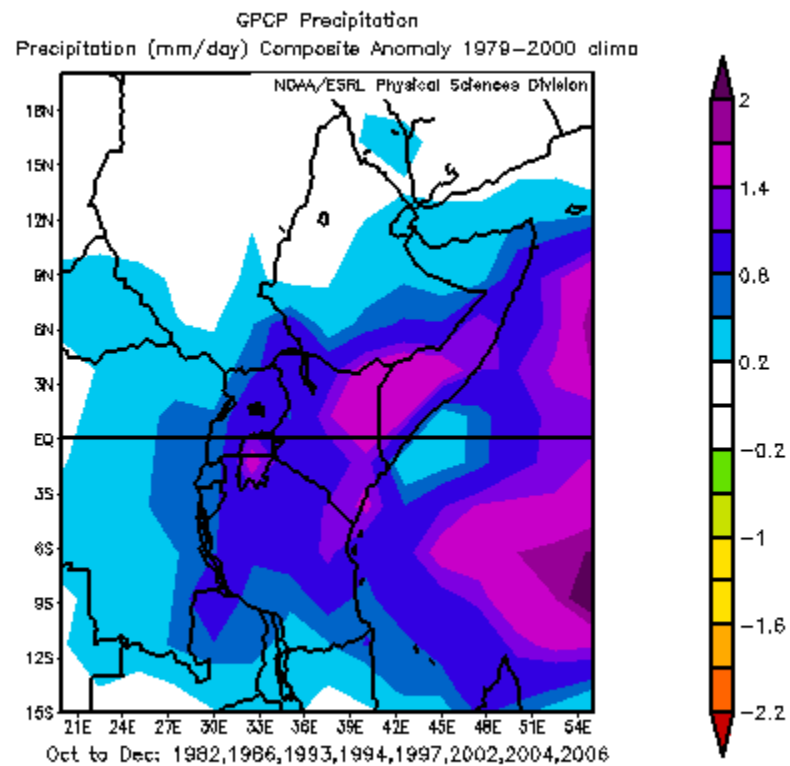 GPCP Precipitation
Precipitation (mm/day) Composite Anomaly 1979-2000 clima
NOAA/ESRL Physical Sciences Division
18N
15N
12N
9N
6N
3N
EQ
3S
6S
9S
12S
15S
21E 24E 27E 30E 33E 36E 39E 42E 45E 48E 51E 54E
2
1.4
0.8
0.2
-0.2
-1
-1.6
-2.2
Oct to Dec: 1982,1986,1993,1994,1997,2002,2004,2006